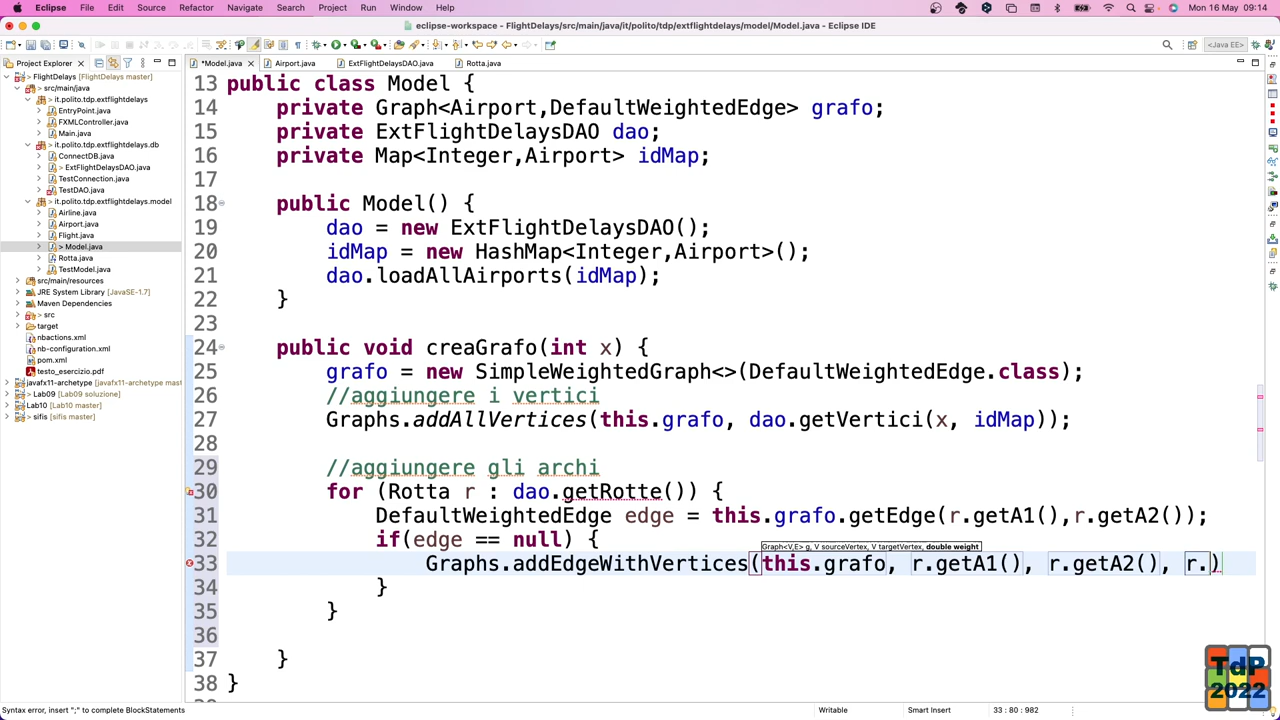 Eclipse File Edit Source Refactor Navigate Search Project Run Window Help Mon 16 May 09:14
eclipse-workspace - FlightDelays/src/main/java/it/polito/tdp/extflightdelays/model/Model.java - Eclipse IDE
<Java EE>
Project Explorer
*Model.java Airport.java ExtFlightDelaysDAO.java Rotta.java
FlightDelays [FlightDelays master]
src/main/java
it.polito.tdp.extflightdelays
EntryPoint.java
FXMLController.java
Main.java
it.polito.tdp.extflightdelays.db
ConnectDB.java
> ExtFlightDelaysDAO.java
TestConnection.java
TestDAO.java
it.polito.tdp.extflightdelays.model
Airline.java
Airport.java
Flight.java
> Model.java
Rotta.java
TestModel.java
src/main/resources
JRE System Library [JavaSE-1.7]
Maven Dependencies
> src
target
nbactions.xml
nb-configuration.xml
pom.xml
testo_esercizio.pdf
javafx11-archetype [javafx11-archetype mast
> Lab09 [Lab09 soluzione]
Lab10 [Lab10 master]
sifis [Lab10 master]
13 public class Model {
14 private Graph<Airport,DefaultWeightedEdge> grafo;
15 private ExtFlightDelaysDAO dao;
16 private Map<Integer,Airport> idMap;
17
18 public Model() {
19 dao = new ExtFlightDelaysDAO();
20 idMap = new HashMap<Integer,Airport>();
21 dao.loadAllAirports(idMap);
22 }
23
24 public void creaGrafo(int x) {
25 grafo = new SimpleWeightedGraph<>(DefaultWeightedEdge.class);
26 //aggiungere i vertici
27 Graphs.addAllVertices(this.grafo, dao.getVertici(x, idMap));
28
29 //aggiungere gli archi
30 for (Rotta r : dao.getRotte()) {
31 DefaultWeightedEdge edge = this.grafo.getEdge(r.getA1(),r.getA2());
32 if(edge == null) {
Graph<V,E> g, V sourceVertex, V targetVertex, double weight
33 Graphs.addEdgeWithVertices(this.grafo, r.getA1(), r.getA2(), r.)
34 }
35 }
36
37 }
38 }
TdP
2022
Syntax error, insert ";" to complete BlockStatements Writable Smart Insert 33 : 80 : 982